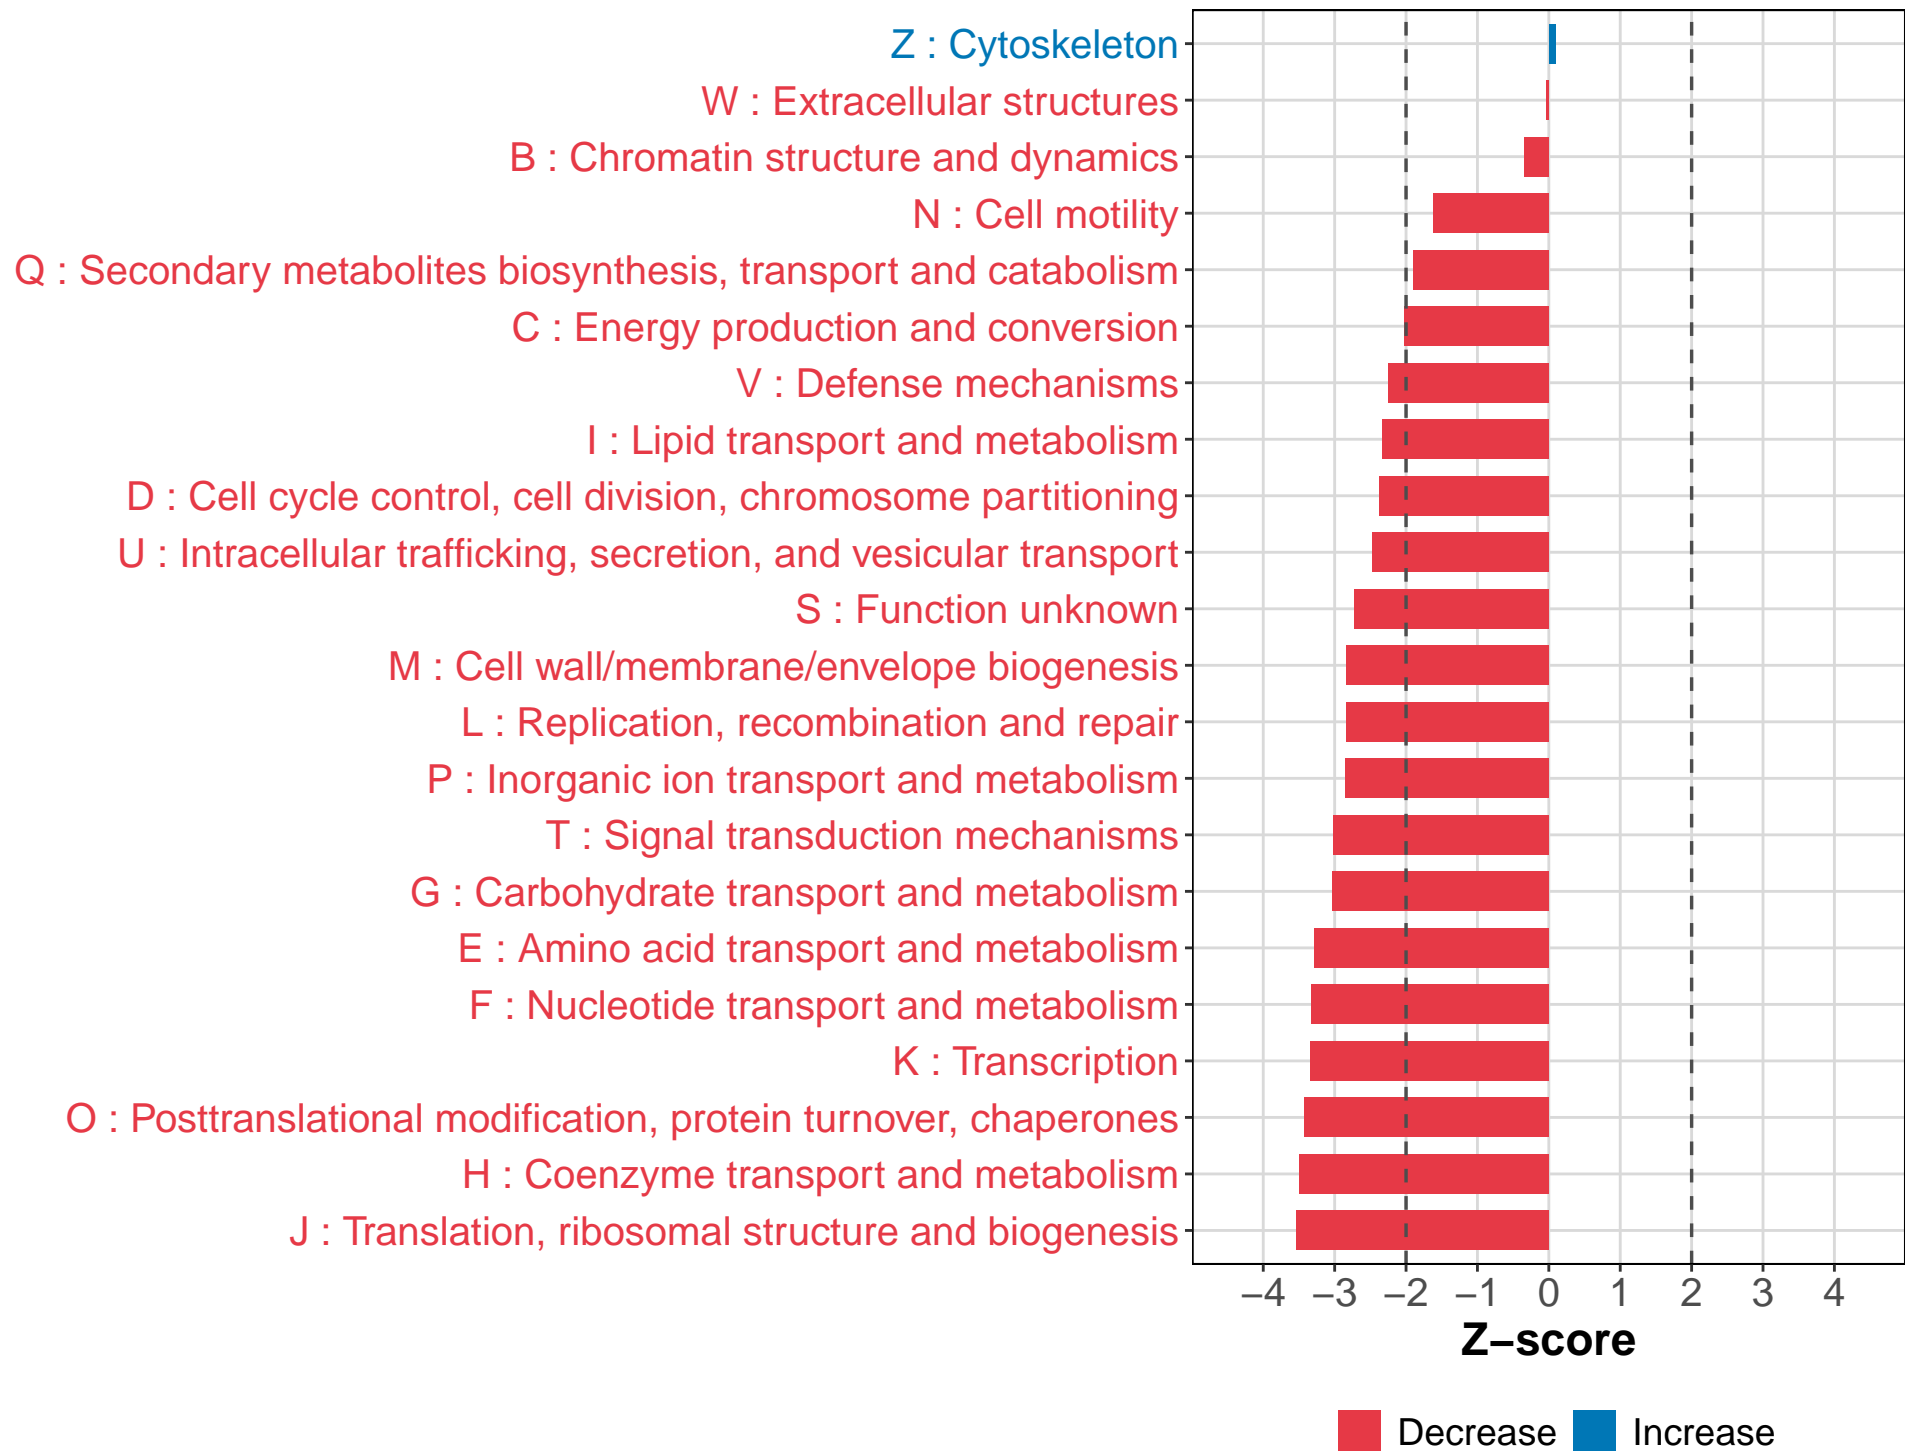 Z : Cytoskeleton
W : Extracellular structures
B : Chromatin structure and dynamics
N : Cell motility
Q : Secondary metabolites biosynthesis, transport and catabolism
C : Energy production and conversion
V : Defense mechanisms
I : Lipid transport and metabolism
D : Cell cycle control, cell division, chromosome partitioning
U : Intracellular trafficking, secretion, and vesicular transport
S : Function unknown
M : Cell wall/membrane/envelope biogenesis
L : Replication, recombination and repair
P : Inorganic ion transport and metabolism
T : Signal transduction mechanisms
G : Carbohydrate transport and metabolism
E : Amino acid transport and metabolism
F : Nucleotide transport and metabolism
K : Transcription
O : Posttranslational modification, protein turnover, chaperones
H : Coenzyme transport and metabolism
J : Translation, ribosomal structure and biogenesis
−4 −3 −2 −1 0 1 2 3 4
Z−score
Decrease Increase